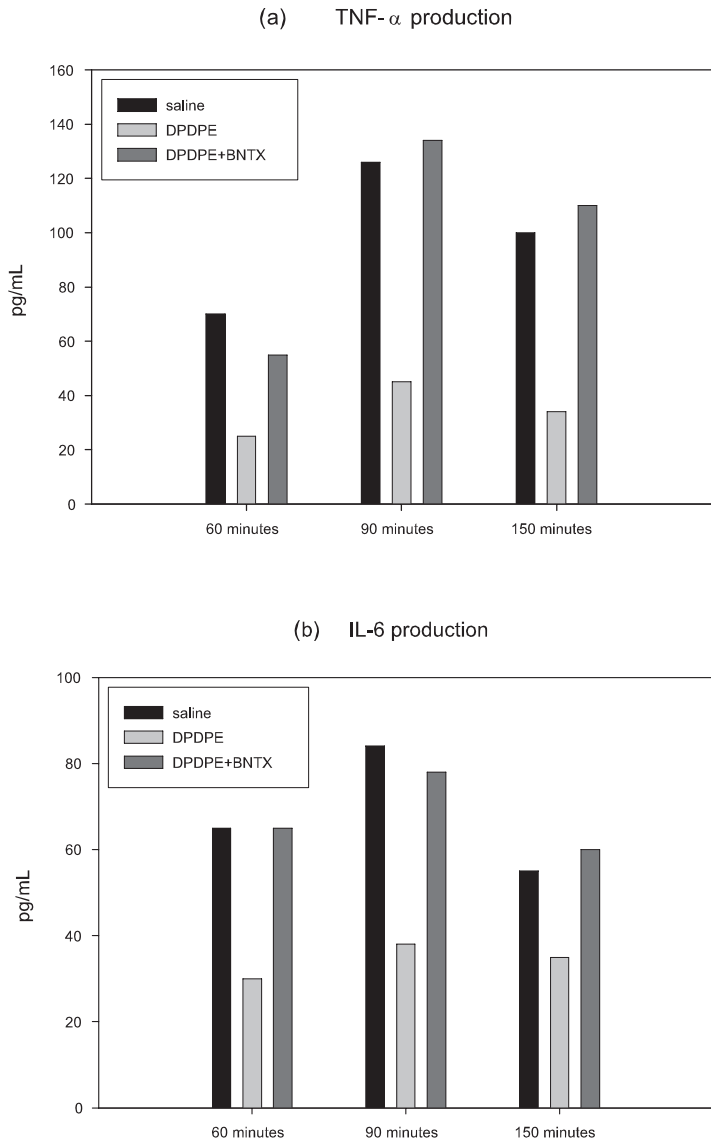 (a) TNF- α production
160
140
120
100
80
60
40
20
0
pg/mL
saline
DPDPE
DPDPE+BNTX
60 minutes 90 minutes 150 minutes
(b) IL-6 production
100
80
60
40
20
0
pg/mL
saline
DPDPE
DPDPE+BNTX
60 minutes 90 minutes 150 minutes